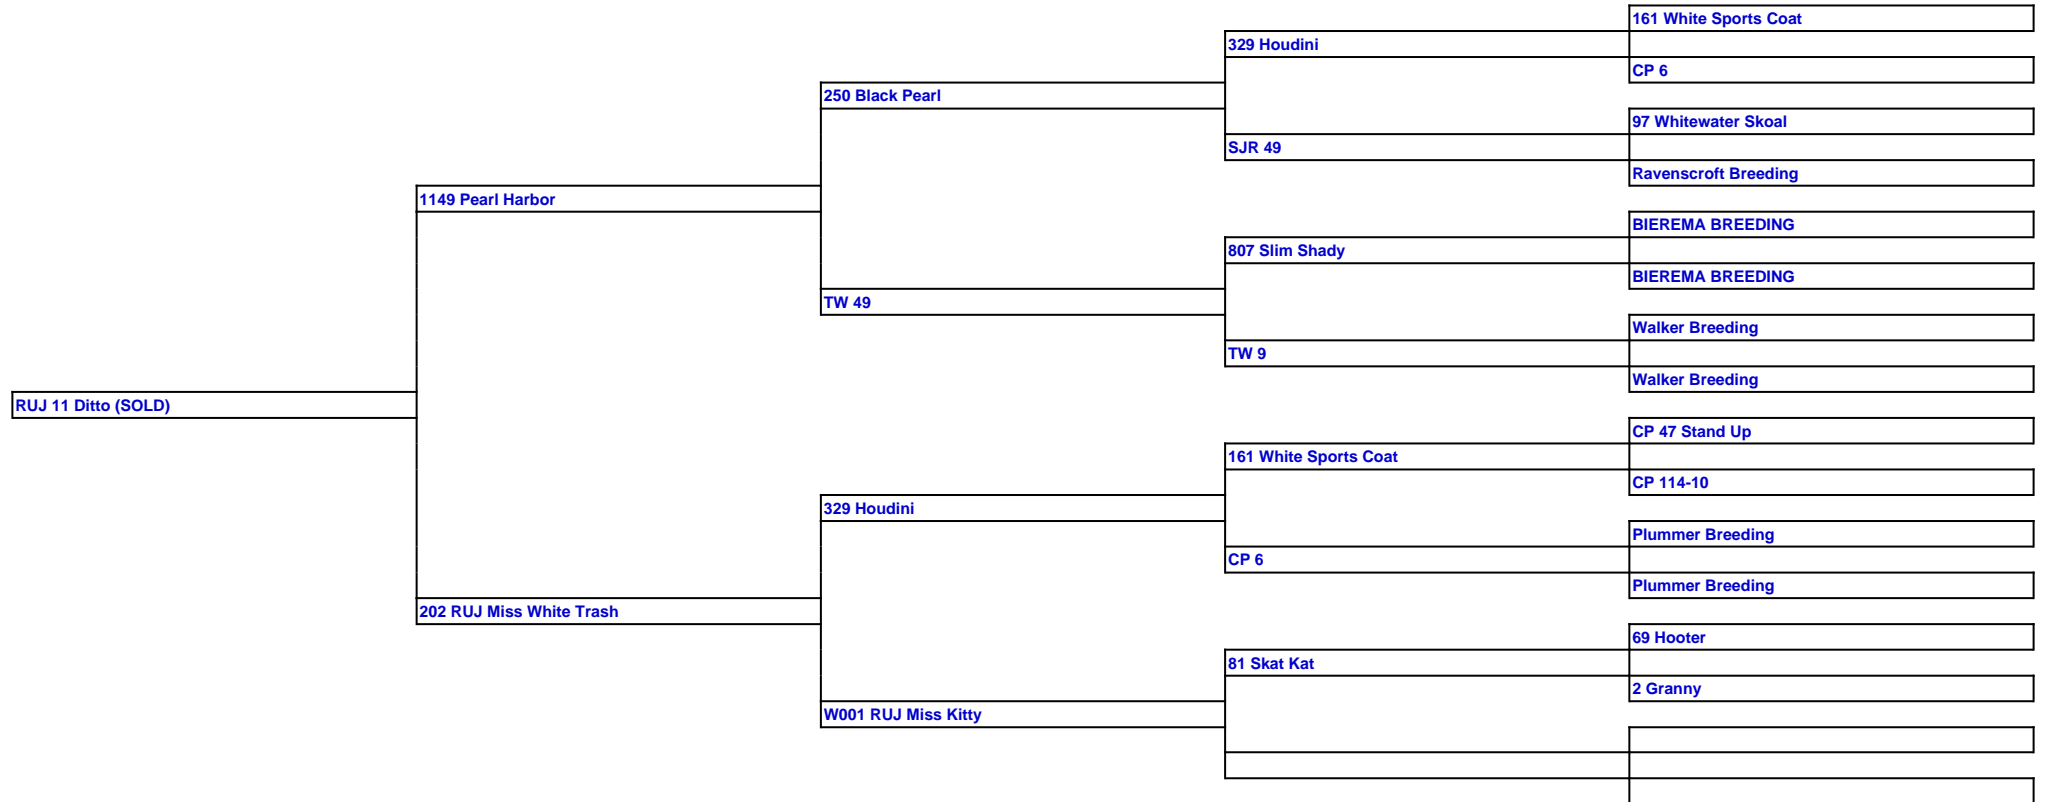 161 White Sports Coat
329 Houdini
CP 6
250 Black Pearl
97 Whitewater Skoal
SJR 49
Ravenscroft Breeding
1149 Pearl Harbor
BIEREMA BREEDING
807 Slim Shady
BIEREMA BREEDING
TW 49
Walker Breeding
TW 9
Walker Breeding
RUJ 11 Ditto (SOLD)
CP 47 Stand Up
161 White Sports Coat
CP 114-10
329 Houdini
Plummer Breeding
CP 6
Plummer Breeding
202 RUJ Miss White Trash
69 Hooter
81 Skat Kat
2 Granny
W001 RUJ Miss Kitty